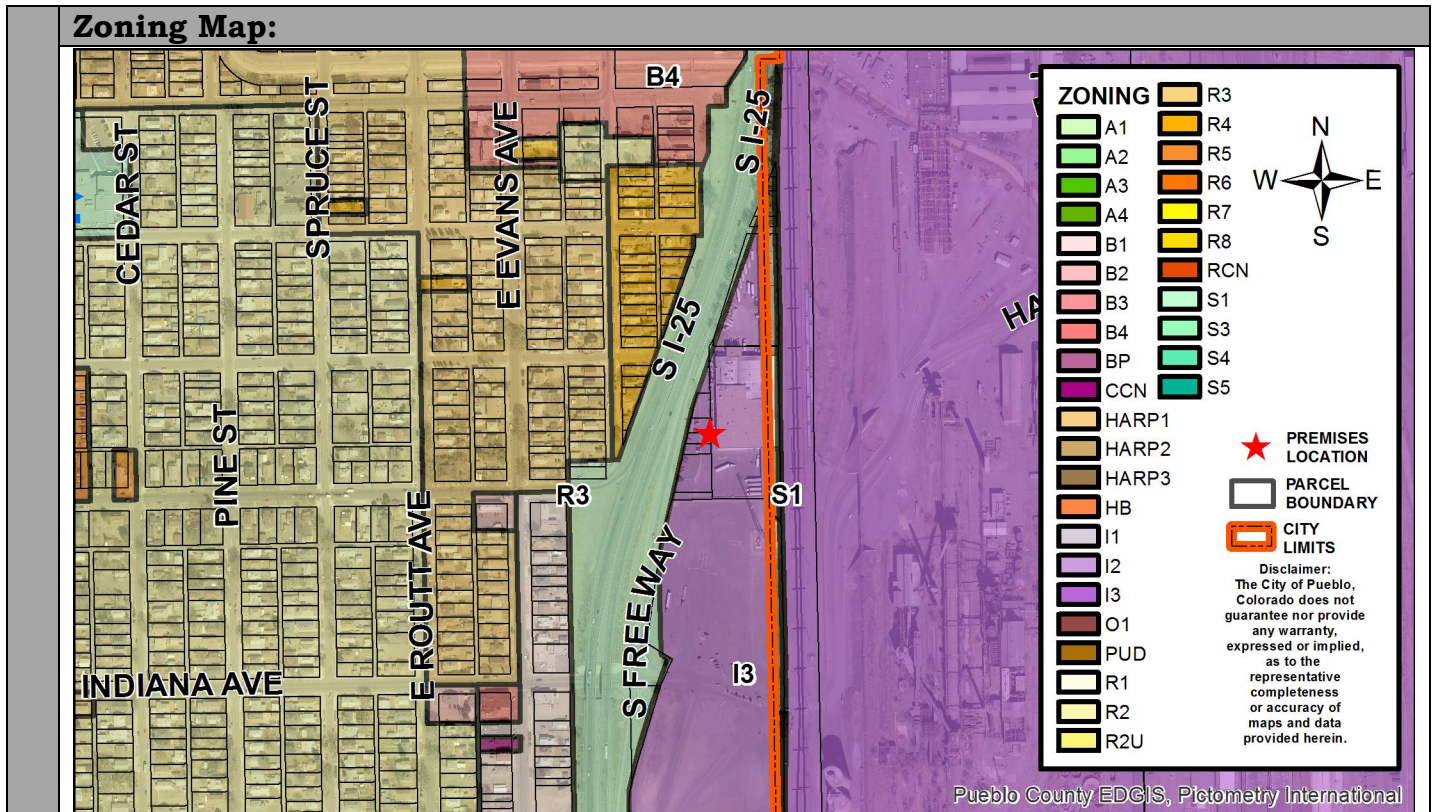 Zoning Map:
B4
CEDAR ST
SPRUCE ST
E EVANS AVE
S I-25
S I-25
PINE ST
E ROUTT AVE
R3
S FREEWAY
S1
I3
INDIANA AVE
HA
ZONING
A1
A2
A3
A4
B1
B2
B3
B4
BP
CCN
HARP1
HARP2
HARP3
HB
I1
I2
I3
O1
PUD
R1
R2
R2U
R3
R4
R5
R6
R7
R8
RCN
S1
S3
S4
S5
N
W E
S
PREMISES
LOCATION
PARCEL
BOUNDARY
CITY
LIMITS
Disclaimer:
The City of Pueblo,
Colorado does not
guarantee nor provide
any warranty,
expressed or implied,
as to the
representative
completeness
or accuracy of
maps and data
provided herein.
Pueblo County EDGIS, Pictometry International